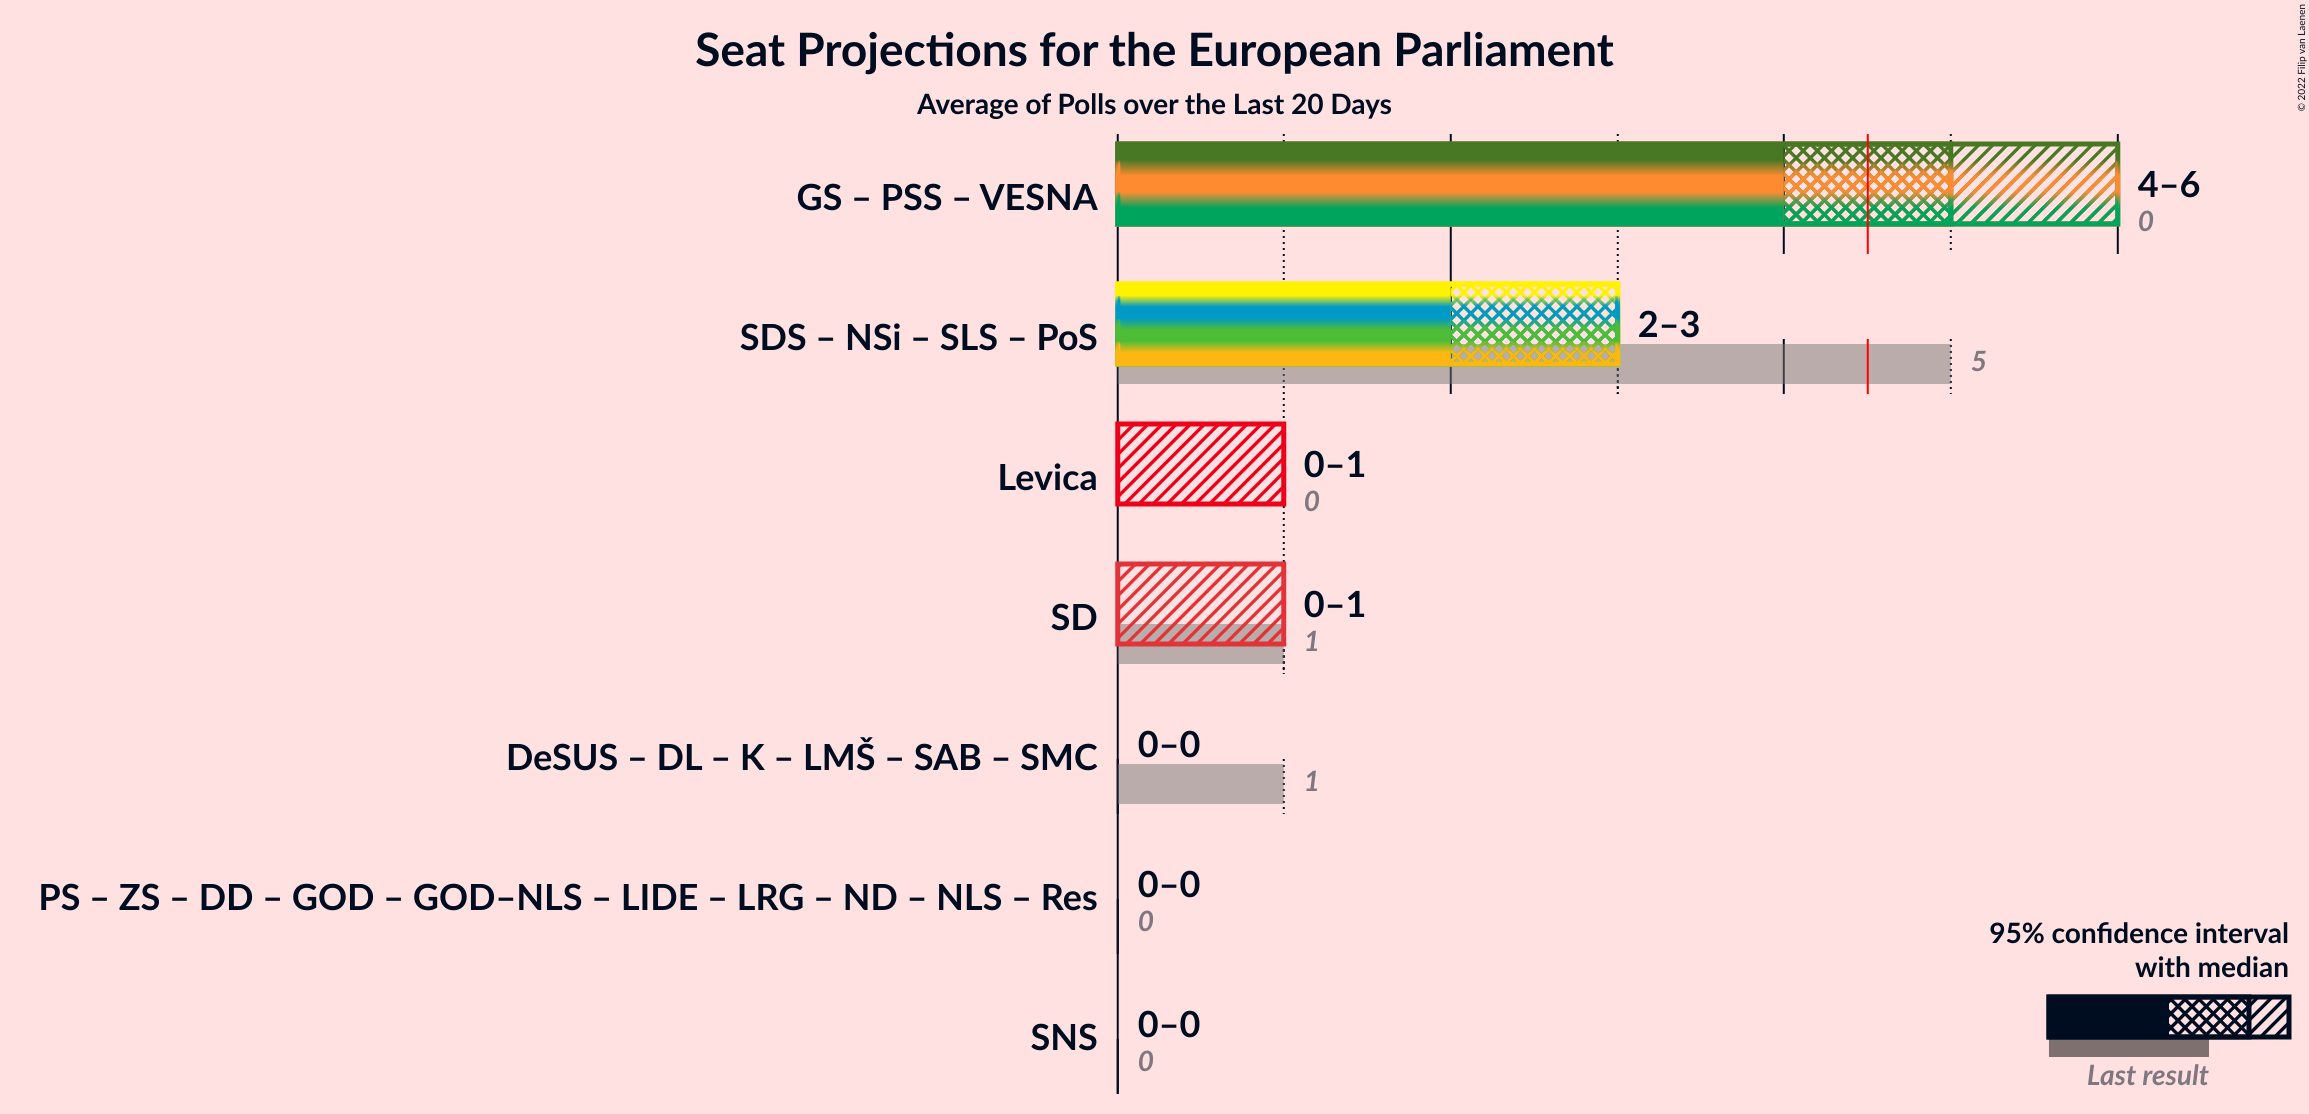 Seat Projections for the European Parliament
Average of Polls over the Last 20 Days
© 2022 Filip van Laenen
GS – PSS – VESNA
4–6
0
SDS – NSi – SLS – PoS
2–3
5
Levica
0–1
0
SD
0–1
1
DeSUS – DL – K – LMŠ – SAB – SMC
0–0
1
PS – ZS – DD – GOD – GOD–NLS – LIDE – LRG – ND – NLS – Res
0–0
0
SNS
0–0
0
95% confidence interval
with median
Last result